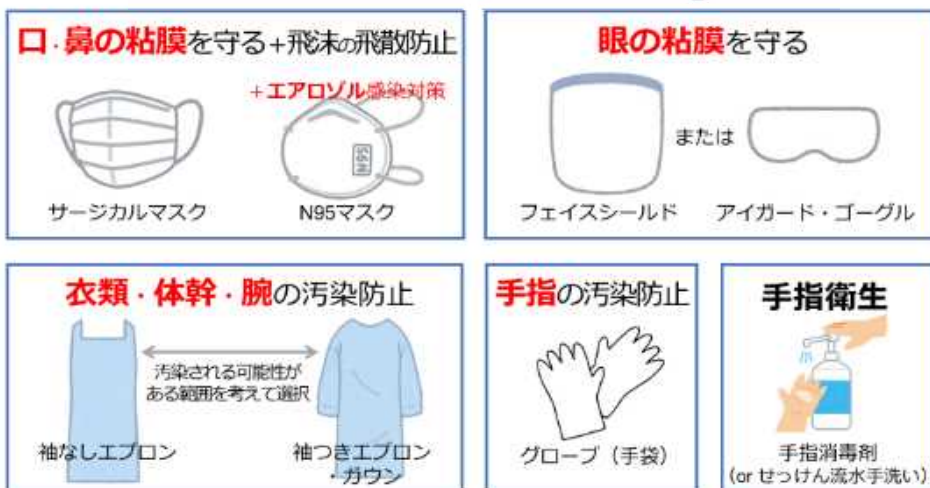 口・鼻の粘膜を守る+飛沫の飛散防止
+エアロゾル感染対策
N95
サージカルマスク
N95マスク
眼の粘膜を守る
または
フェイスシールド
アイガード・ゴーグル
衣類・体幹・腕の汚染防止
汚染される可能性が
ある範囲を考えて選択
袖なしエプロン
袖つきエプロン
・ガウン
手指の汚染防止
グローブ（手袋）
手指衛生
手指消毒剤
(or せっけん流水手洗い)